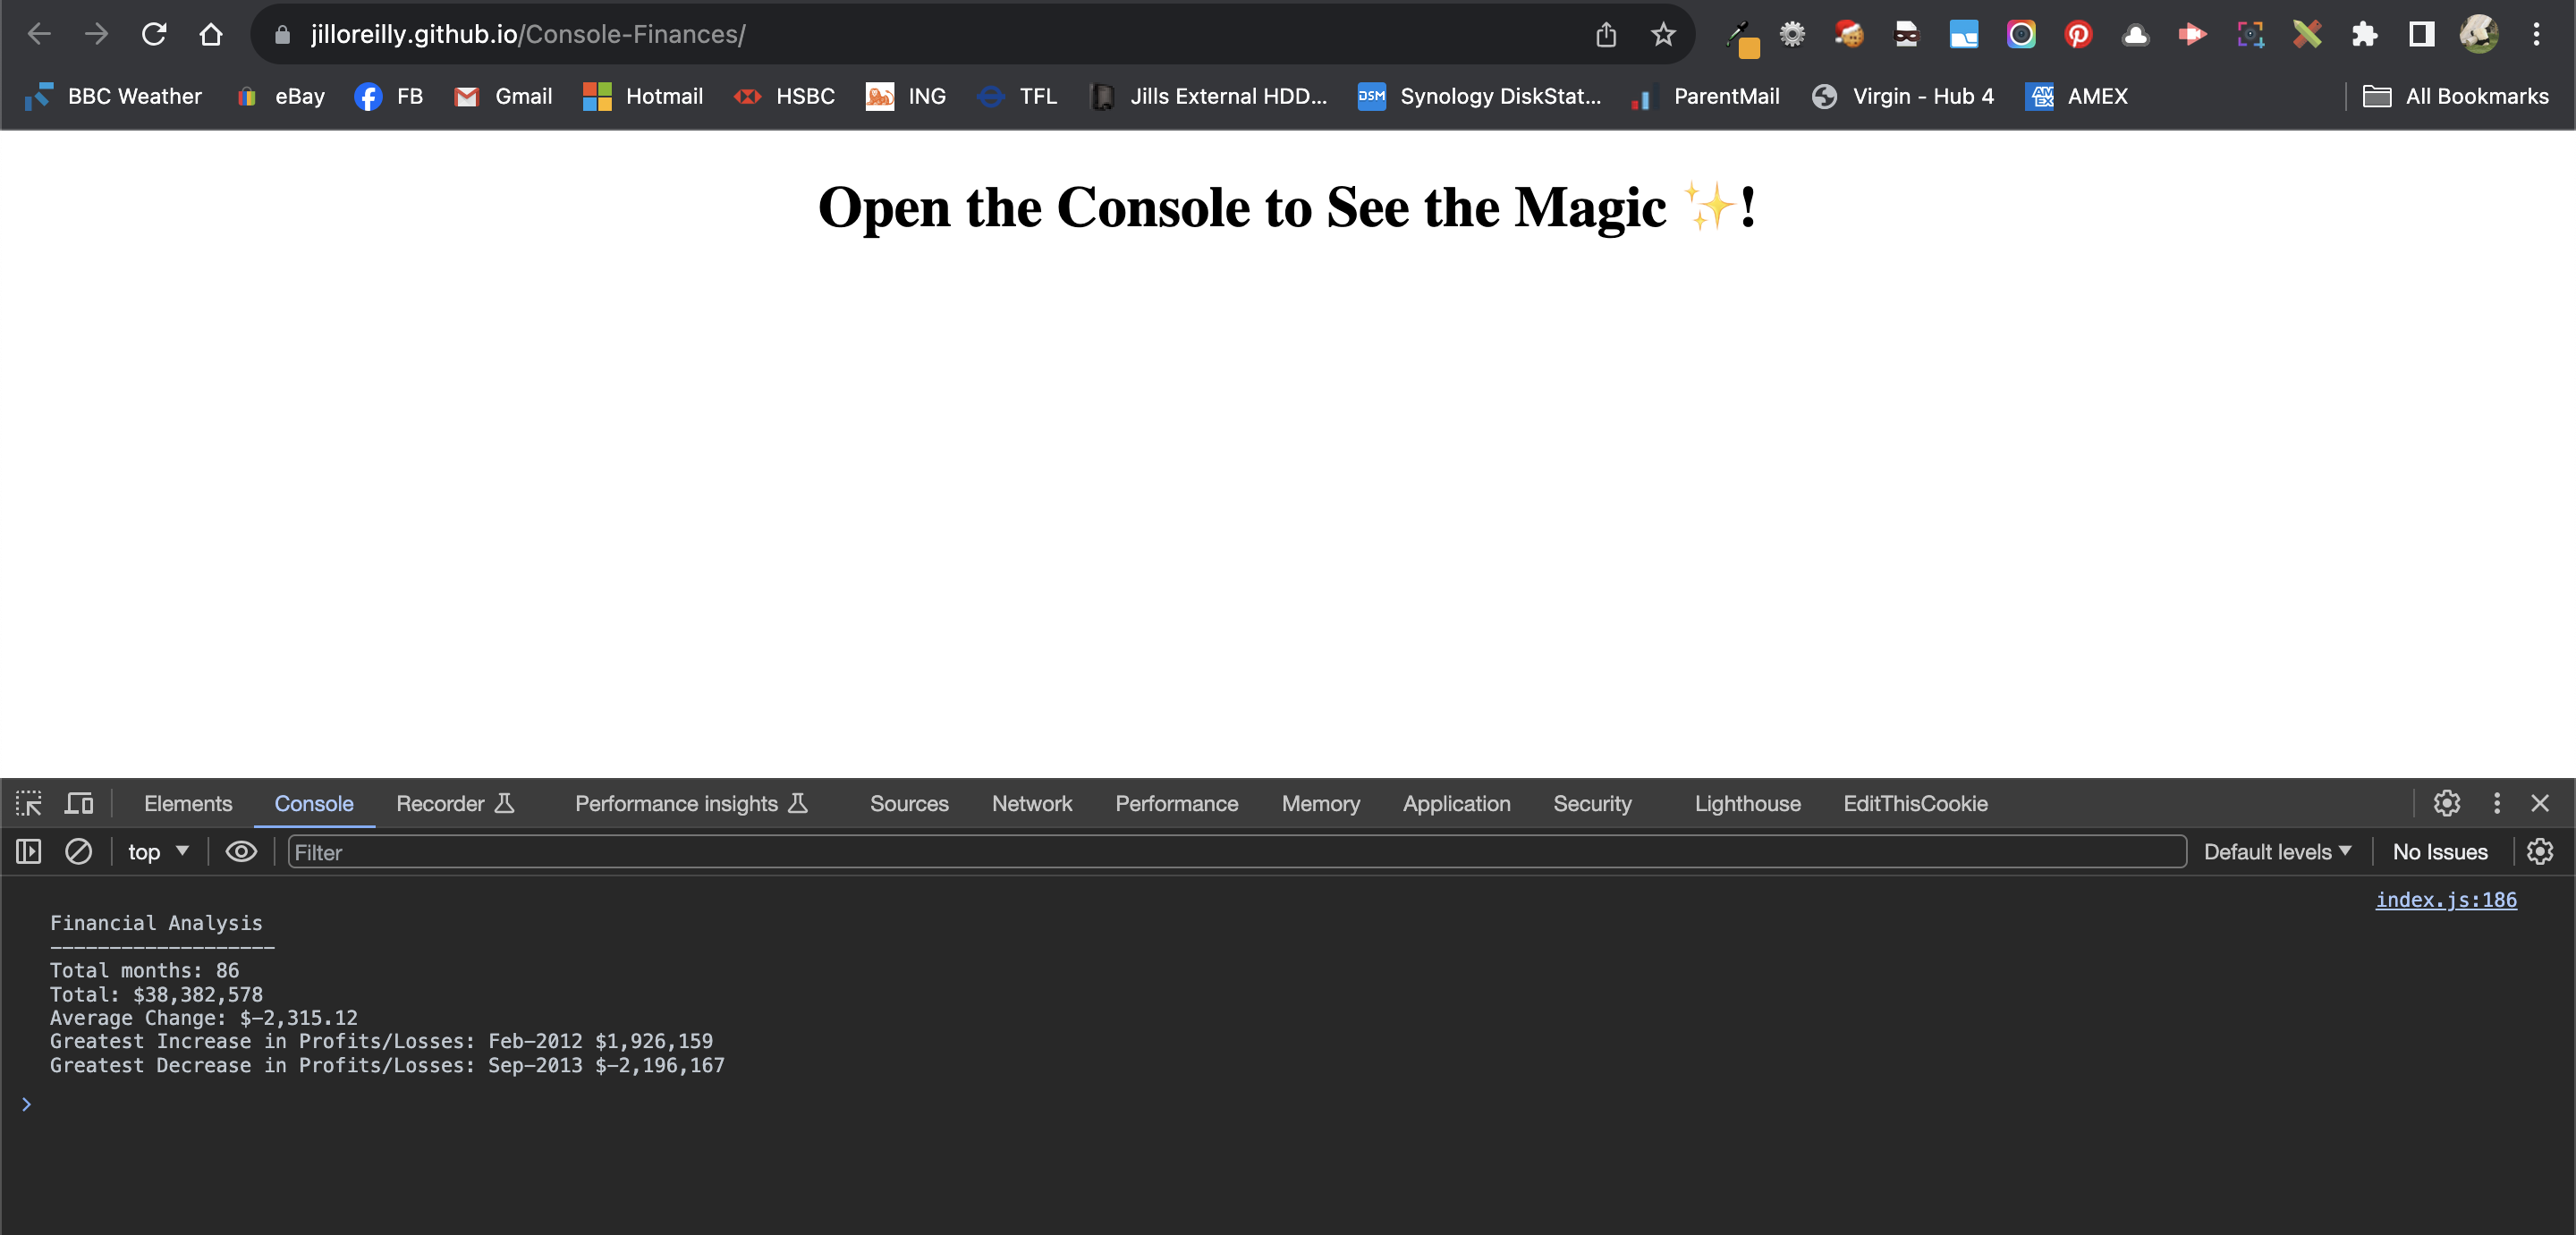 jilloreilly.github.io/Console-Finances/
BBC Weather eBay FB Gmail Hotmail HSBC ING TFL Jills External HDD... DSM Synology DiskStat... ParentMail Virgin - Hub 4 AM EX AMEX All Bookmarks
Open the Console to See the Magic ✨!
Elements Console Recorder Performance insights Sources Network Performance Memory Application Security Lighthouse EditThisCookie
top Filter Default levels No Issues
index.js:186
Financial Analysis
-------------------
Total months: 86
Total: $38,382,578
Average Change: $-2,315.12
Greatest Increase in Profits/Losses: Feb-2012 $1,926,159
Greatest Decrease in Profits/Losses: Sep-2013 $-2,196,167
>